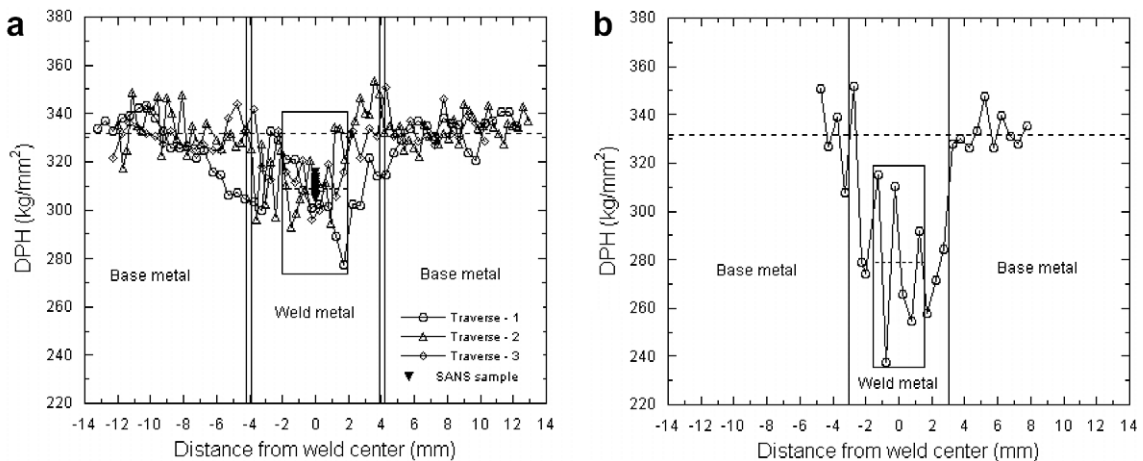 a
380
360
340
320
300
280
260
240
220
DPH (kg/mm²)
Base metal
Weld metal
Base metal
Traverse - 1
Traverse - 2
Traverse - 3
SANS sample
-14 -12 -10 -8 -6 -4 -2 0 2 4 6 8 10 12 14
Distance from weld center (mm)
b
380
360
340
320
300
280
260
240
220
DPH (kg/mm²)
Base metal
Weld metal
Base metal
-14 -12 -10 -8 -6 -4 -2 0 2 4 6 8 10 12 14
Distance from weld center (mm)